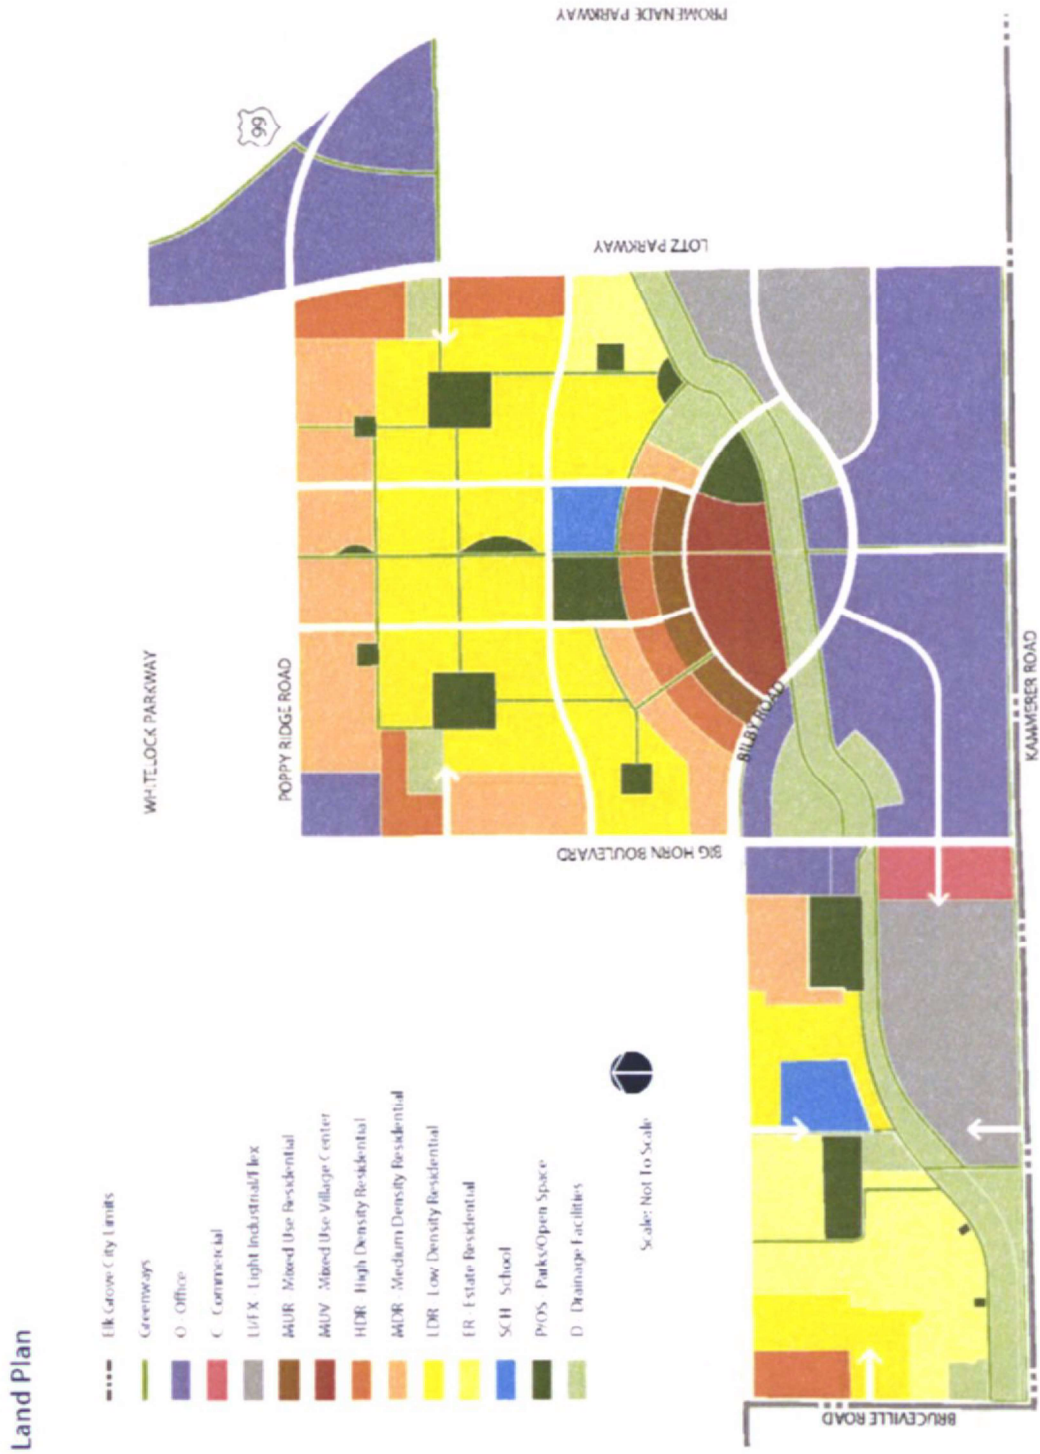 Land Plan
Elk Grove City Limits
Greenways
O - Office
C - Commercial
LI/FX - Light Industrial/Flex
MUR - Mixed Use Residential
MUV - Mixed Use Village Center
HDR - High Density Residential
MDR - Medium Density Residential
LDR - Low Density Residential
ER - Estate Residential
SCH - School
P/OS - Parks/Open Space
D - Drainage Facilities
Scale: Not To Scale
WHITELOCK PARKWAY
POPPY RIDGE ROAD
BILBY ROAD
KAMMERER ROAD
BRUCEVILLE ROAD
BIG HORN BOULEVARD
LOTZ PARKWAY
PROMENADE PARKWAY
99